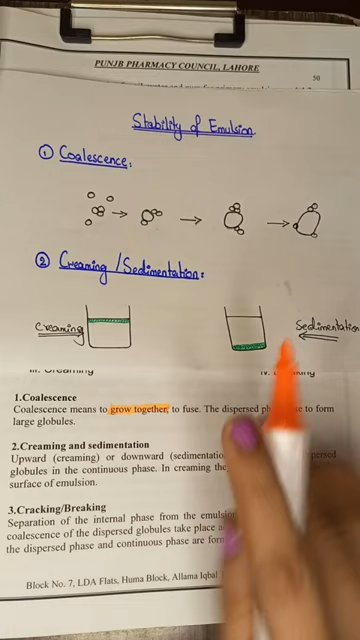 PUNJB PHARMACY COUNCIL, LAHORE
50
Stability of Emulsion
① Coalescence:
② Creaming / Sedimentation:
Creaming
Sedimentation
III. Creaming
1.Coalescence
Coalescence means to grow together, to fuse. The dispersed to form
large globules.
2.Creaming and sedimentation
Upward (creaming) or downward
globules in the continuous phase. In creaming the
surface of emulsion.
3.Cracking/Breaking
Separation of the internal phase from the
coalescence of the dispersed globules take place
the dispersed phase and continuous phase are
Block No. 7, LDA Flats, Huma Block, Allama Iqbal